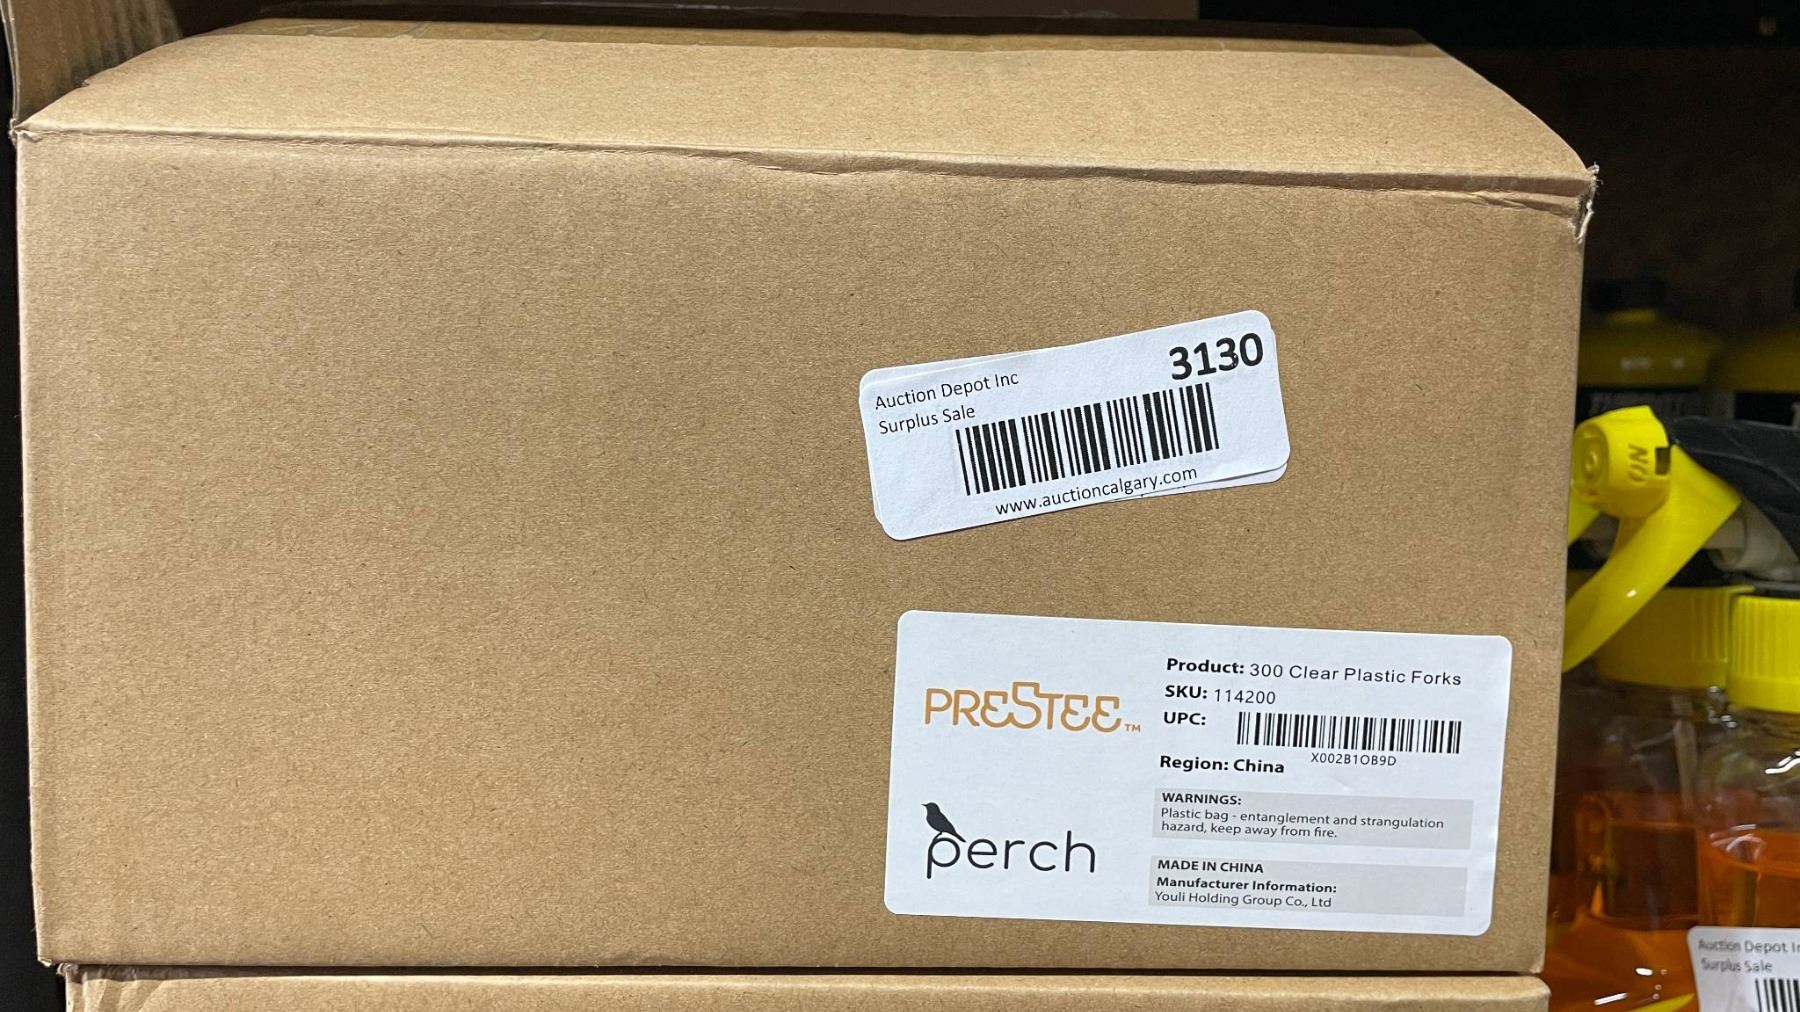 3130
Auction Depot Inc
Surplus Sale
www.auctioncalgary.com
PRESTEE™
perch
Product: 300 Clear Plastic Forks
SKU: 114200
UPC:
X002B1OB9D
Region: China
WARNINGS:
Plastic bag - entanglement and strangulation
hazard, keep away from fire.
MADE IN CHINA
Manufacturer Information:
Youli Holding Group Co., Ltd
NO
Auction Depot
Surplus Sale